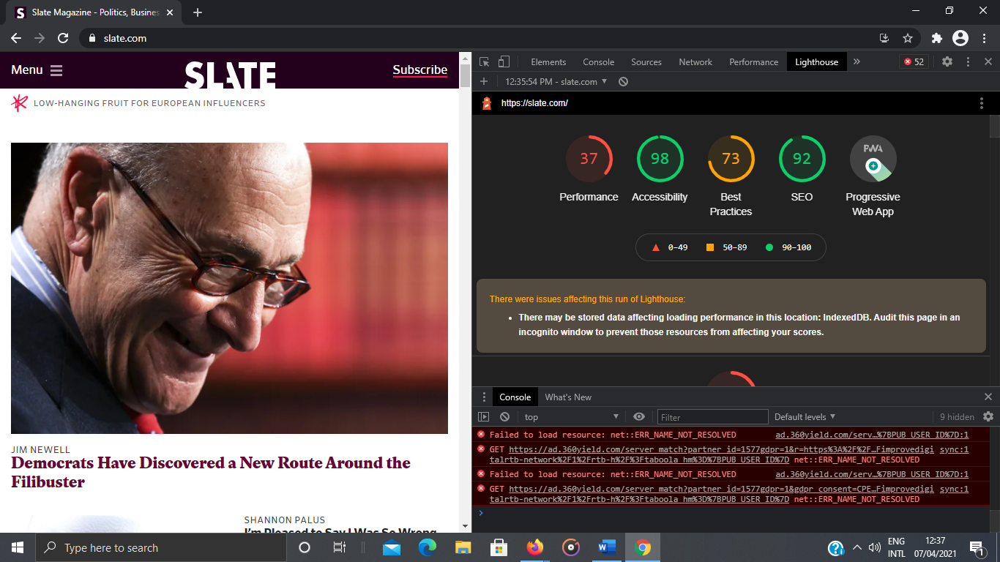 Slate Magazine - Politics, Busines
slate.com
Menu
SLATE
Subscribe
LOW-HANGING FRUIT FOR EUROPEAN INFLUENCERS
JIM NEWELL
Democrats Have Discovered a New Route Around the
Filibuster
SHANNON PALUS
I'm Pleased to Say I Was So Wrong
Elements Console Sources Network Performance Lighthouse » 52
12:35:54 PM - slate.com
https://slate.com/
37 98 73 92 PWA
Performance Accessibility Best Practices SEO Progressive Web App
0–49 50–89 90–100
There were issues affecting this run of Lighthouse:
• There may be stored data affecting loading performance in this location: IndexedDB. Audit this page in an
incognito window to prevent those resources from affecting your scores.
Console What's New
top Filter Default levels 9 hidden
Failed to load resource: net::ERR_NAME_NOT_RESOLVED ad.360yield.com/serv…%7BPUB_USER_ID%7D:1
GET https://ad.360yield.com/server_match?partner_id=1577gdpr=1&r=https%3A%2F%2F…Fimprovedigi sync:1
talrtb-network%2F1%2Frtb-h%2F%3Ftaboola_hm%3D%7BPUB_USER_ID%7D net::ERR_NAME_NOT_RESOLVED
Failed to load resource: net::ERR_NAME_NOT_RESOLVED ad.360yield.com/serv…%7BPUB_USER_ID%7D:1
GET https://ad.360yield.com/server_match?partner_id=1577gdpr=1&gdpr_consent=CPE…Fimprovedigi sync:1
talrtb-network%2F1%2Frtb-h%2F%3Ftaboola_hm%3D%7BPUB_USER_ID%7D net::ERR_NAME_NOT_RESOLVED
Type here to search
ENG
INTL
12:37
07/04/2021
1